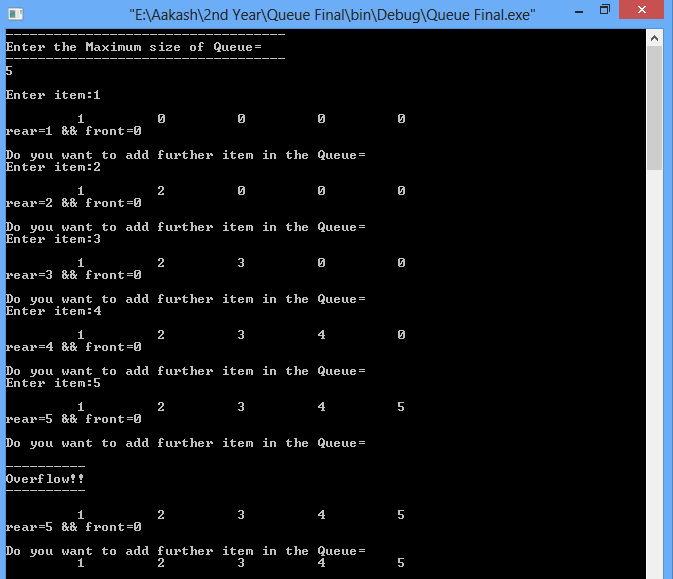 "E:\Aakash\2nd Year\Queue Final\bin\Debug\Queue Final.exe"
-----------------------------------
Enter the Maximum size of Queue=
-----------------------------------
5
Enter item:1
1 0 0 0 0
rear=1 && front=0
Do you want to add further item in the Queue=
Enter item:2
1 2 0 0 0
rear=2 && front=0
Do you want to add further item in the Queue=
Enter item:3
1 2 3 0 0
rear=3 && front=0
Do you want to add further item in the Queue=
Enter item:4
1 2 3 4 0
rear=4 && front=0
Do you want to add further item in the Queue=
Enter item:5
1 2 3 4 5
rear=5 && front=0
Do you want to add further item in the Queue=
----------
Overflow!!
----------
1 2 3 4 5
rear=5 && front=0
Do you want to add further item in the Queue=
1 2 3 4 5